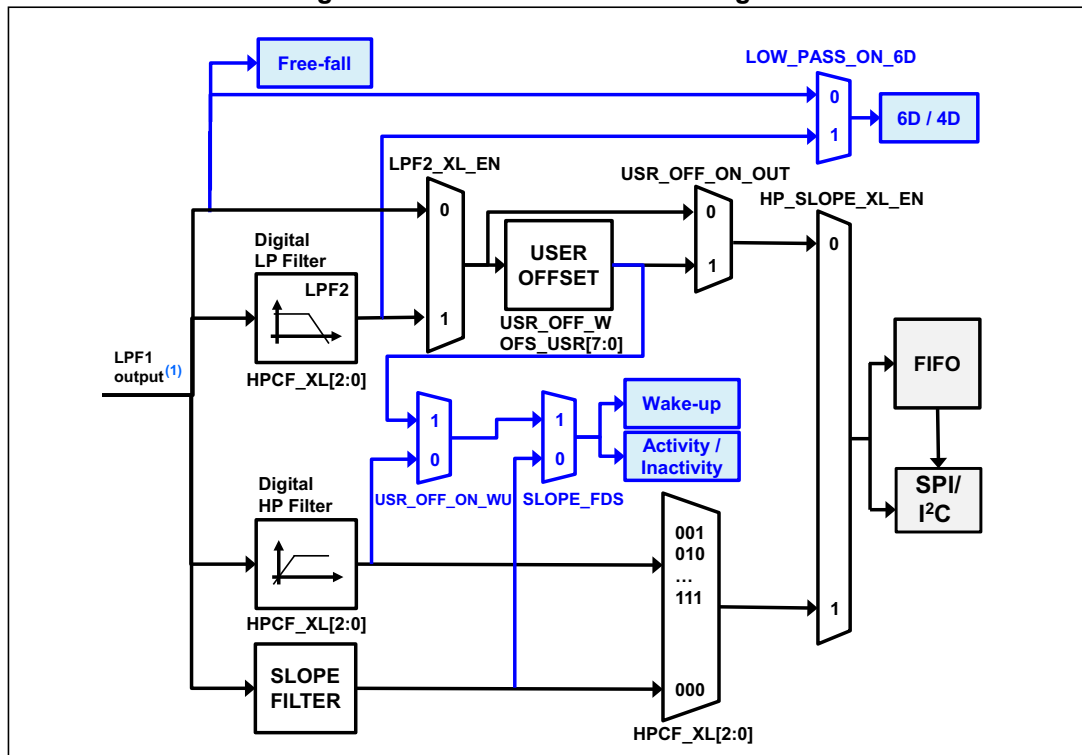 Free-fall
LOW_PASS_ON_6D
0
1
6D / 4D
LPF2_XL_EN
0
1
USR_OFF_ON_OUT
0
1
HP_SLOPE_XL_EN
0
1
Digital
LP Filter
LPF2
HPCF_XL[2:0]
USER
OFFSET
USR_OFF_W
OFS_USR[7:0]
LPF1
output(1)
FIFO
SPI/
I²C
1
0
USR_OFF_ON_WU
1
0
SLOPE_FDS
Wake-up
Activity /
Inactivity
Digital
HP Filter
HPCF_XL[2:0]
SLOPE
FILTER
001
010
...
111
000
HPCF_XL[2:0]